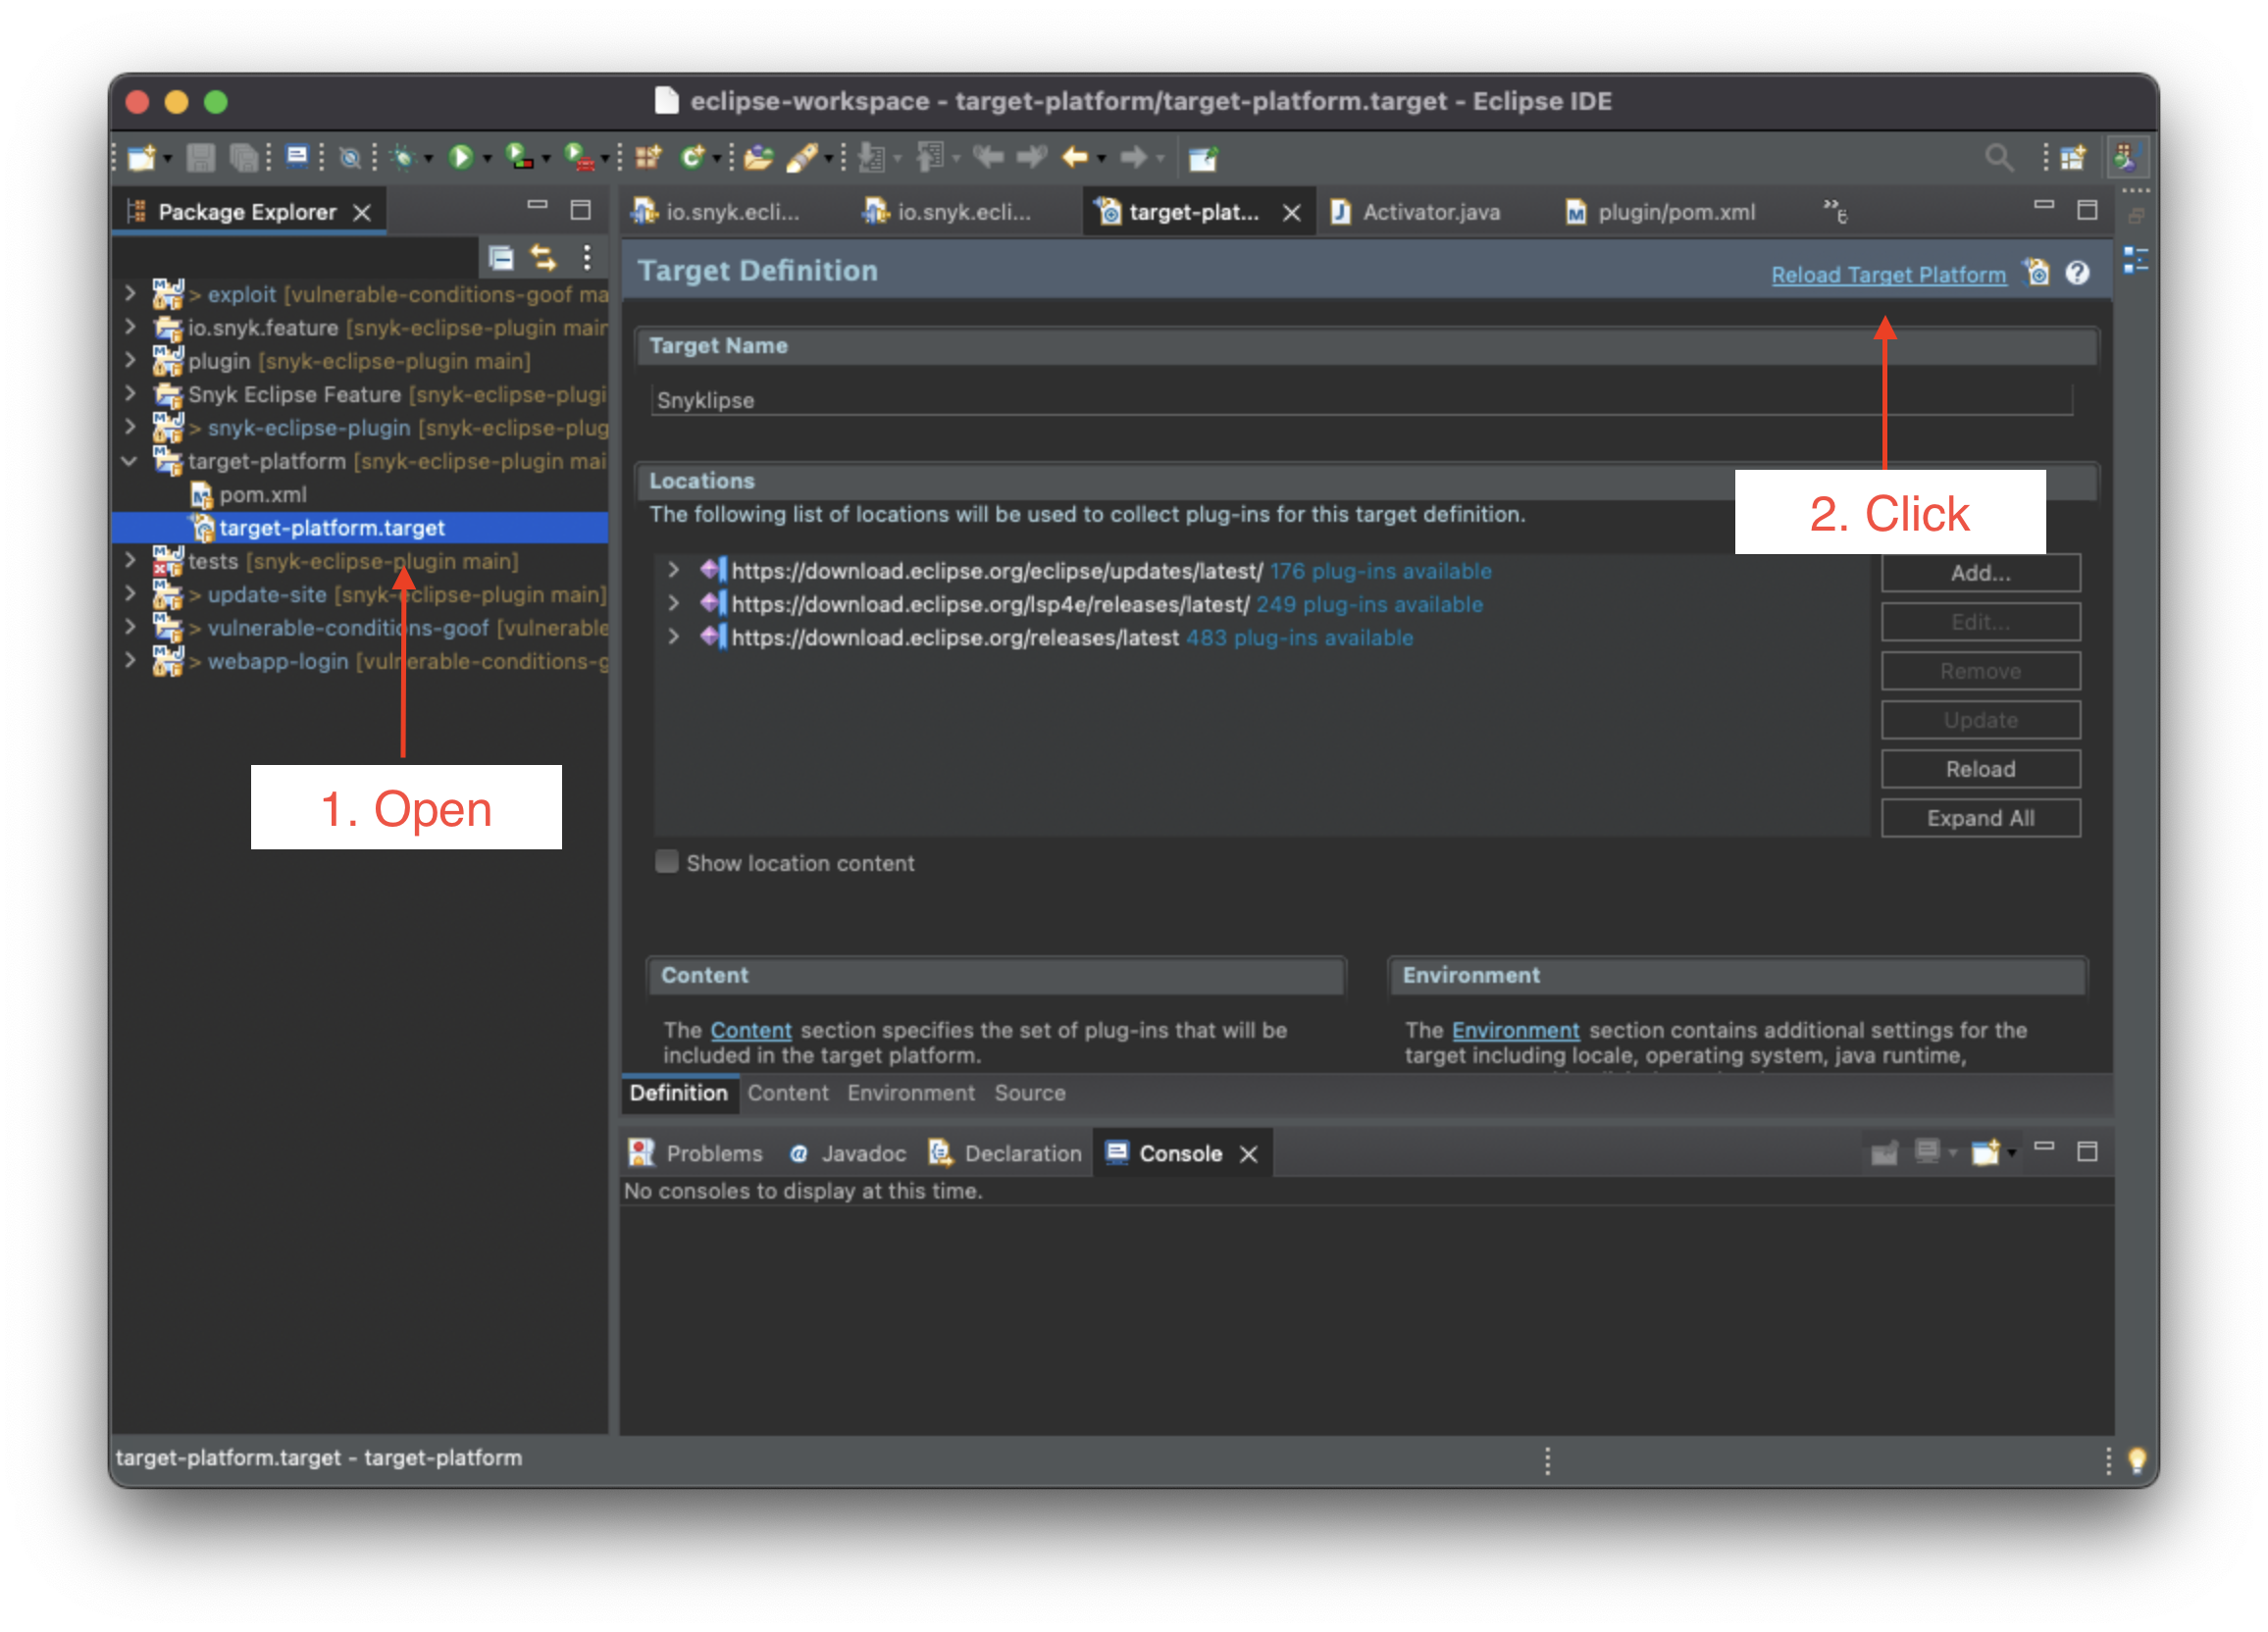 eclipse-workspace - target-platform/target-platform.target - Eclipse IDE
Package Explorer
io.snyk.ecli...
io.snyk.ecli...
target-plat...
Activator.java
plugin/pom.xml
Target Definition
Reload Target Platform
> exploit [vulnerable-conditions-goof ma
io.snyk.feature [snyk-eclipse-plugin main
plugin [snyk-eclipse-plugin main]
Snyk Eclipse Feature [snyk-eclipse-plugi
> snyk-eclipse-plugin [snyk-eclipse-plug
target-platform [snyk-eclipse-plugin mai
pom.xml
target-platform.target
tests [snyk-eclipse-plugin main]
> update-site [snyk-eclipse-plugin main]
> vulnerable-conditions-goof [vulnerable
> webapp-login [vulnerable-conditions-g
1. Open
Target Name
Snyklipse
Locations
The following list of locations will be used to collect plug-ins for this target definition.
2. Click
https://download.eclipse.org/eclipse/updates/latest/ 176 plug-ins available
https://download.eclipse.org/lsp4e/releases/latest/ 249 plug-ins available
https://download.eclipse.org/releases/latest 483 plug-ins available
Add...
Edit...
Remove
Update
Reload
Expand All
Show location content
Content
The Content section specifies the set of plug-ins that will be
included in the target platform.
Environment
The Environment section contains additional settings for the
target including locale, operating system, java runtime,
Definition
Content
Environment
Source
Problems
Javadoc
Declaration
Console
No consoles to display at this time.
target-platform.target - target-platform